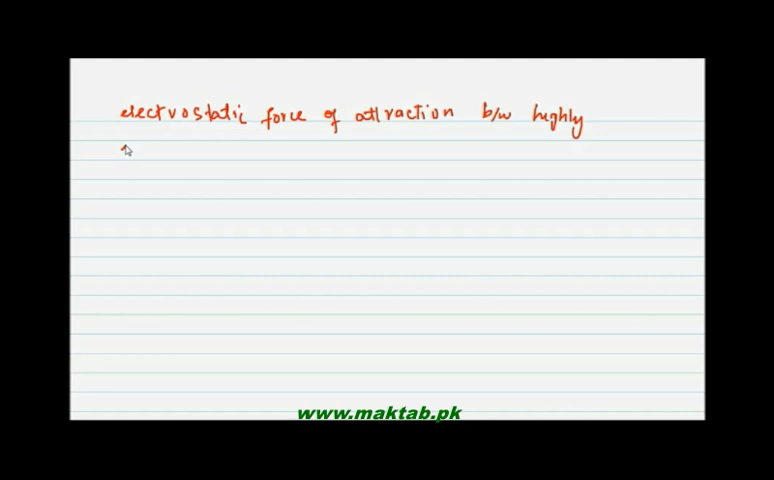 electrostatic force of attraction b/w highly
www.maktab.pk